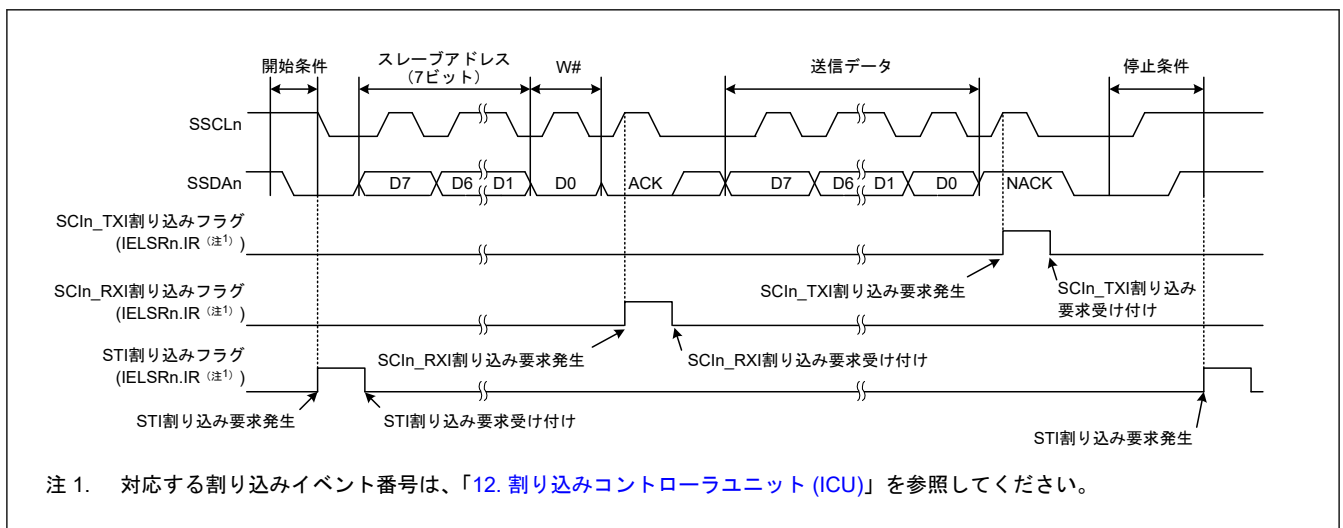 開始条件
スレーブアドレス
(7ビット)
W#
送信データ
停止条件
SSCLn
SSDAn
D7
D6
D1
D0
ACK
D7
D6
D1
D0
NACK
SCIn_TXI割り込みフラグ
(IELSRn.IR (注1) )
SCIn_TXI割り込み要求発生
SCIn_TXI割り込み
要求受け付け
SCIn_RXI割り込みフラグ
(IELSRn.IR (注1) )
SCIn_RXI割り込み要求発生
SCIn_RXI割り込み要求受け付け
STI割り込みフラグ
(IELSRn.IR (注1) )
STI割り込み要求発生
STI割り込み要求受け付け
STI割り込み要求発生
注 1. 対応する割り込みイベント番号は、「12. 割り込みコントローラユニット (ICU)」を参照してください。